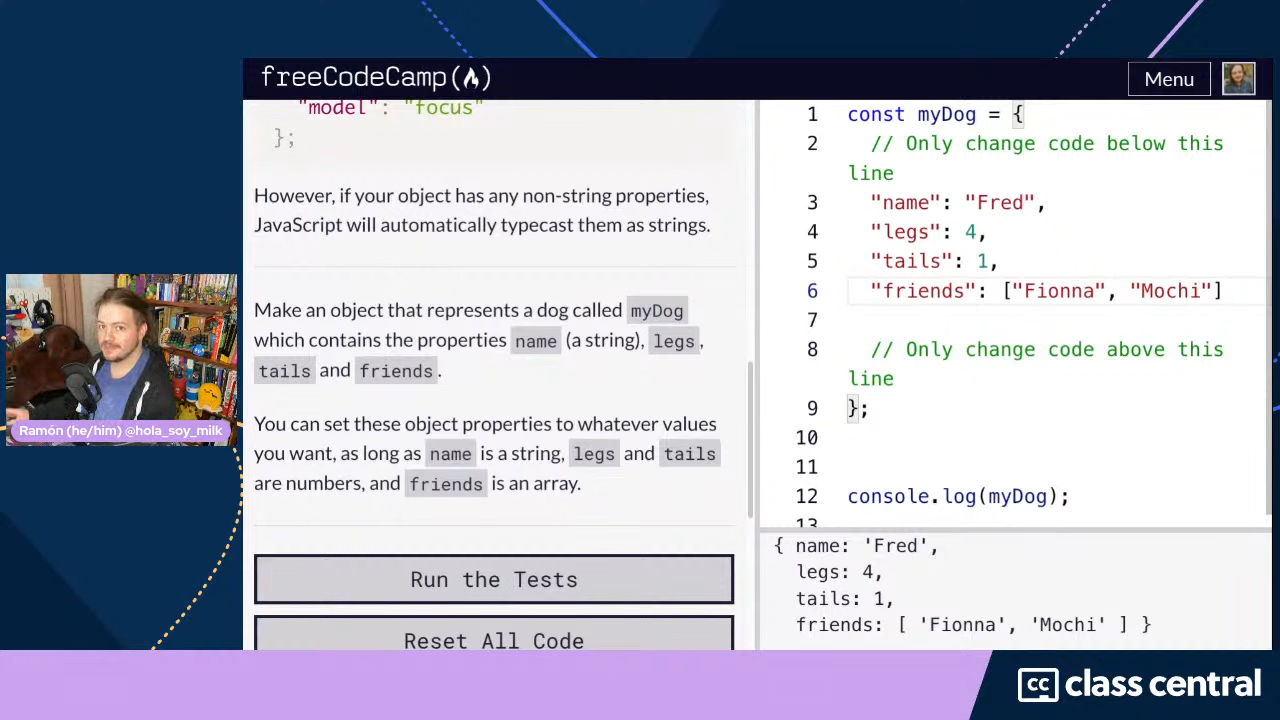 freeCodeCamp(🔥)
Menu
"model": "focus"
};
However, if your object has any non-string properties,
JavaScript will automatically typecast them as strings.
Make an object that represents a dog called myDog
which contains the properties name (a string), legs,
tails and friends.
You can set these object properties to whatever values
you want, as long as name is a string, legs and tails
are numbers, and friends is an array.
Run the Tests
Reset All Code
1 const myDog = {
2 // Only change code below this
line
3 "name": "Fred",
4 "legs": 4,
5 "tails": 1,
6 "friends": ["Fionna", "Mochi"]
7
8 // Only change code above this
line
9 };
10
11
12 console.log(myDog);
13
{ name: 'Fred',
legs: 4,
tails: 1,
friends: [ 'Fionna', 'Mochi' ] }
Ramón (he/him) @hola_soy_milk
cc class central